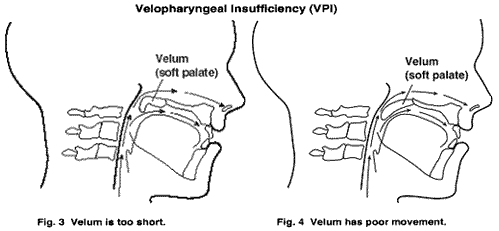 Velopharyngeal Insufficiency (VPI)
Velum
(soft palate)
Velum
(soft palate)
Fig. 3 Velum is too short.
Fig. 4 Velum has poor movement.